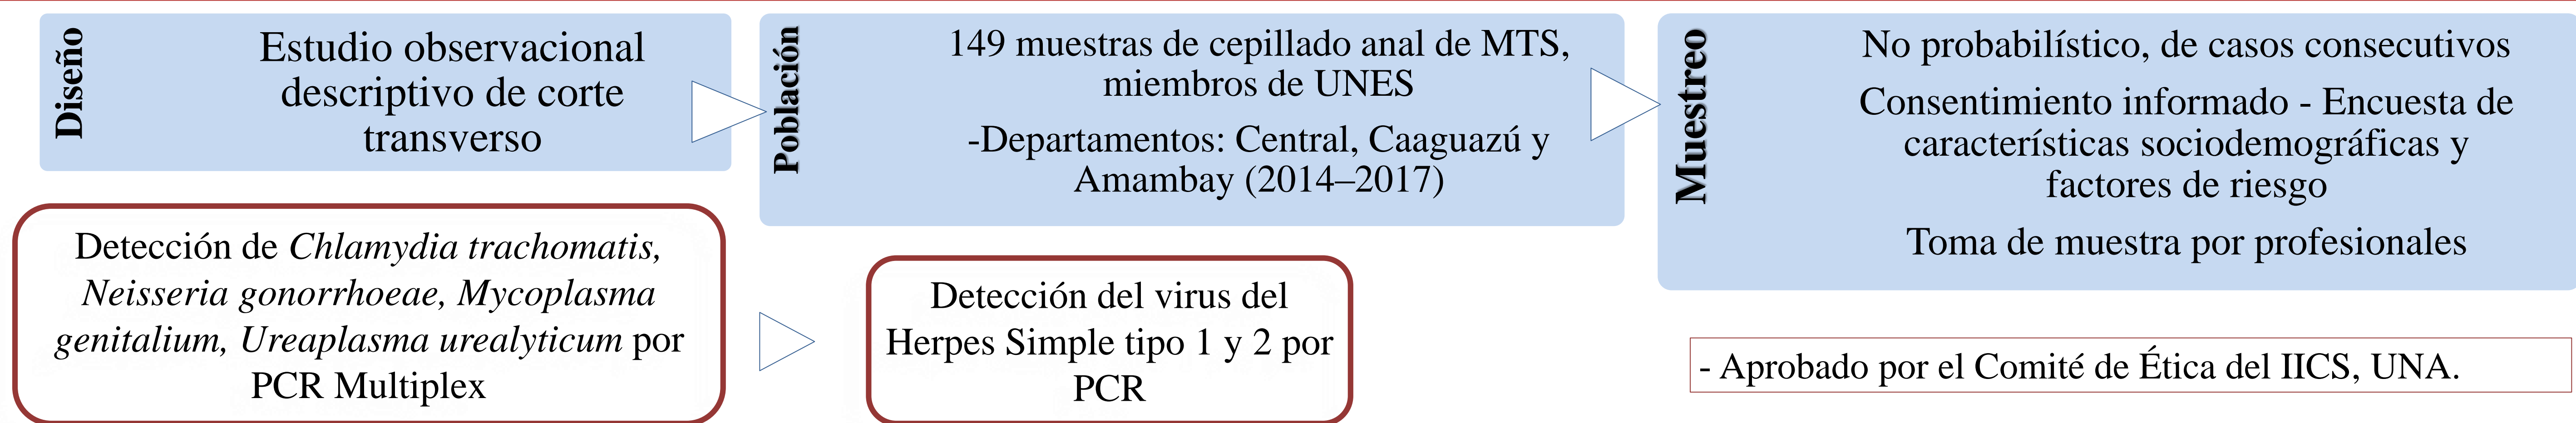 Diseño
Estudio observacional
descriptivo de corte
transverso
Población
149 muestras de cepillado anal de MTS,
miembros de UNES
-Departamentos: Central, Caaguazú y
Amambay (2014–2017)
Muestreo
No probabilístico, de casos consecutivos
Consentimiento informado - Encuesta de
características sociodemográficas y
factores de riesgo
Toma de muestra por profesionales
Detección de Chlamydia trachomatis,
Neisseria gonorrhoeae, Mycoplasma
genitalium, Ureaplasma urealyticum por
PCR Multiplex
Detección del virus del
Herpes Simple tipo 1 y 2 por
PCR
- Aprobado por el Comité de Ética del IICS, UNA.